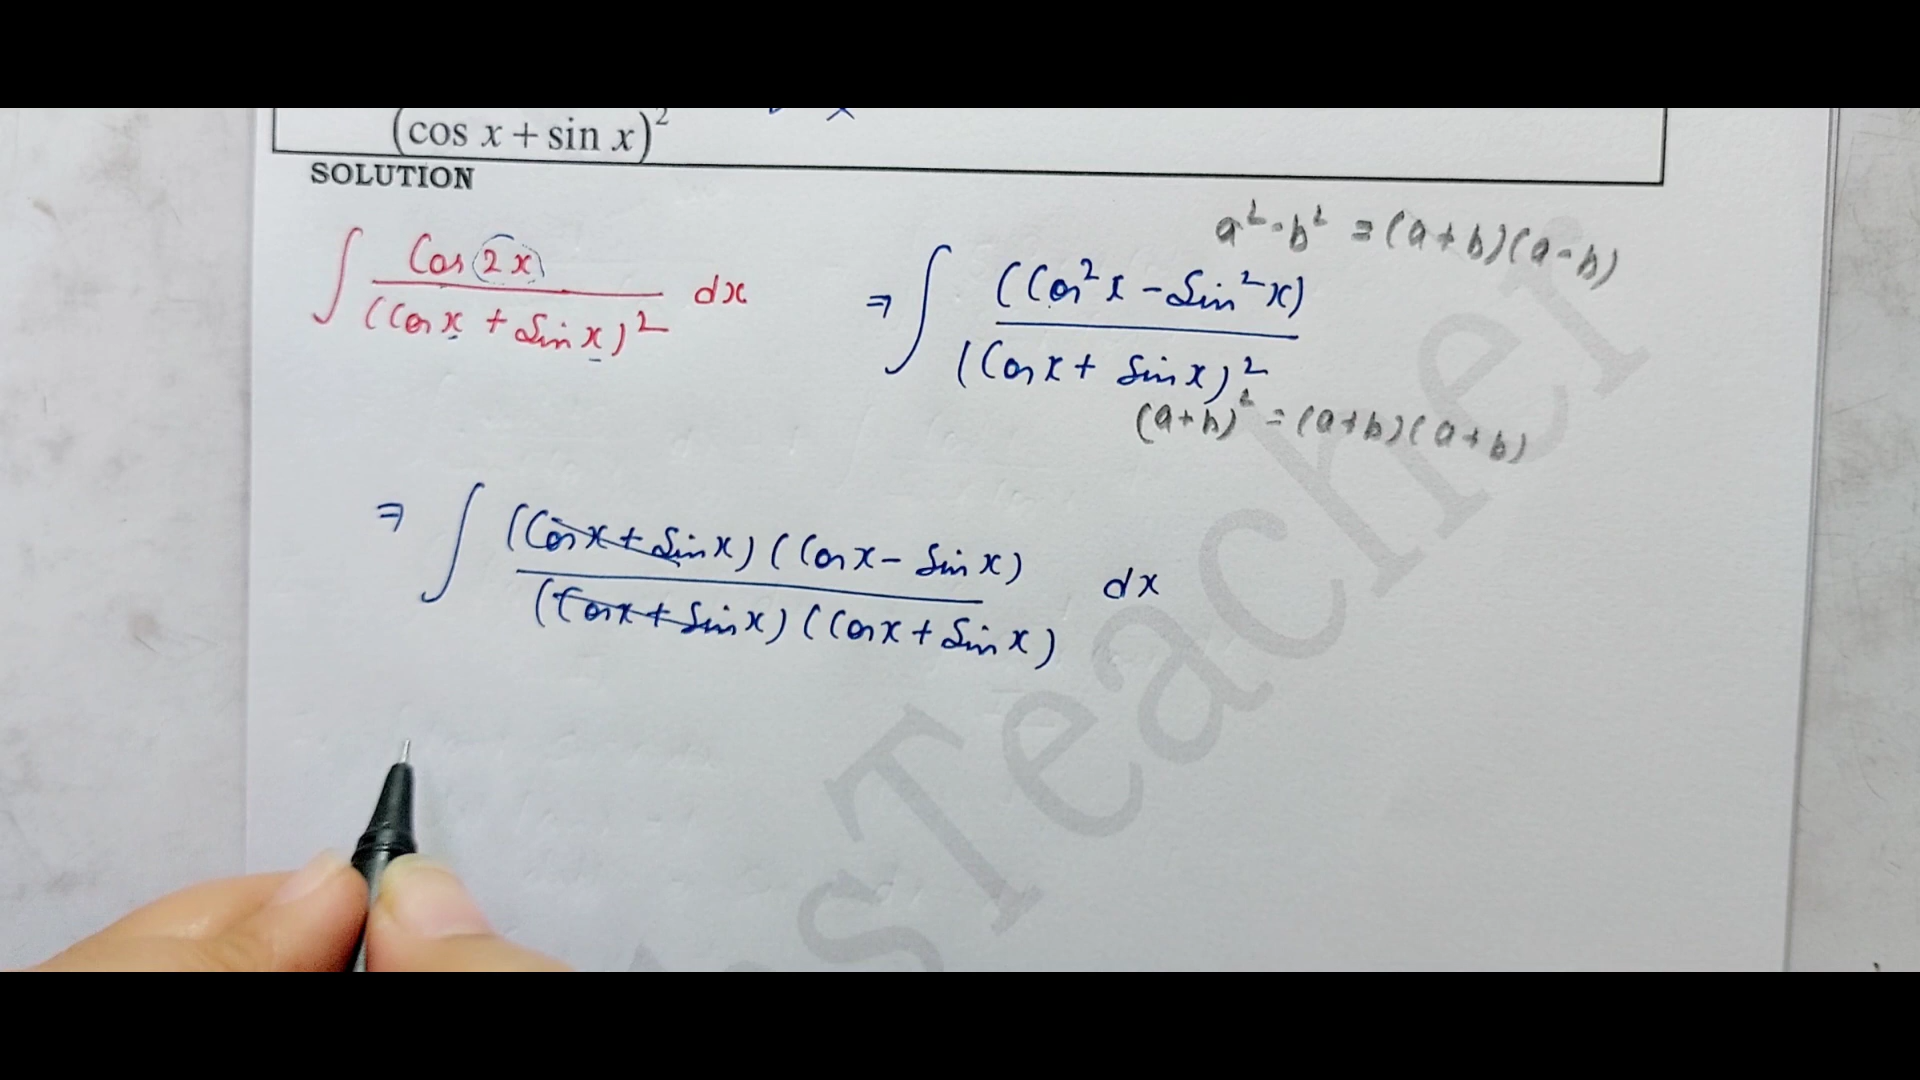 (cos x + sin x)²
SOLUTION
a² - b² = (a+b)(a-b)
∫ Cos(2x) / (Cos x + Sin x)² dx ⇒ ∫ (Cos²x - Sin²x) / (Cos x + Sin x)²
(a+b)² = (a+b)(a+b)
⇒ ∫ (Cos x + Sin x)(Cos x - Sin x) / (Cos x + Sin x)(Cos x + Sin x) dx
sTeacher